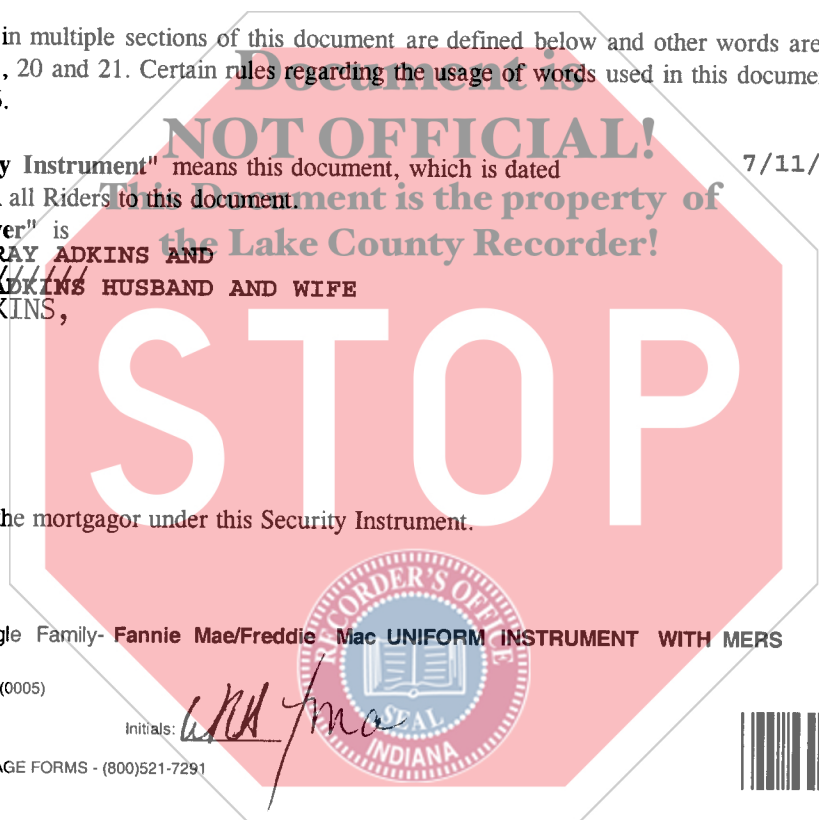 in multiple sections of this document are defined below and other words are
, 20 and 21. Certain rules regarding the usage of words used in this docume
Document is
NOT OFFICIAL!
y Instrument" means this document, which is dated 7/11/
all Riders to this document.
This Document is the property of
er" is
the Lake County Recorder!
RAY ADKINS AND
ADKINS HUSBAND AND WIFE
KINS,
STOP
he mortgagor under this Security Instrument.
RECORDER'S OFFICE
gle Family- Fannie Mae/Freddie Mac UNIFORM INSTRUMENT WITH MERS
(0005)
SEAL
Initials:
INDIANA
AGE FORMS - (800)521-7291